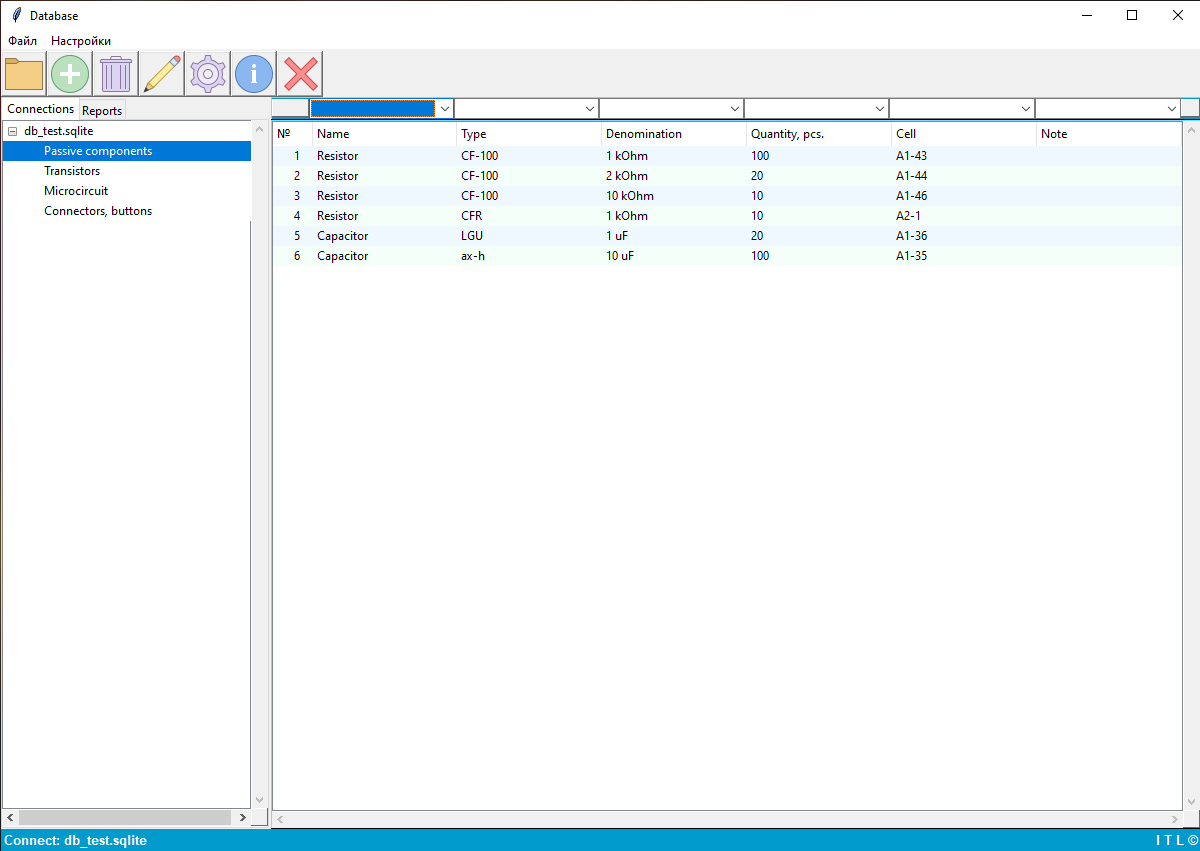 Database
Файл Настройки
Connections Reports
db_test.sqlite
Passive components
Transistors
Microcircuit
Connectors, buttons
№ Name Type Denomination Quantity, pcs. Cell Note
1 Resistor CF-100 1 kOhm 100 A1-43
2 Resistor CF-100 2 kOhm 20 A1-44
3 Resistor CF-100 10 kOhm 10 A1-46
4 Resistor CFR 1 kOhm 10 A2-1
5 Capacitor LGU 1 uF 20 A1-36
6 Capacitor ax-h 10 uF 100 A1-35
Connect: db_test.sqlite I T L ©